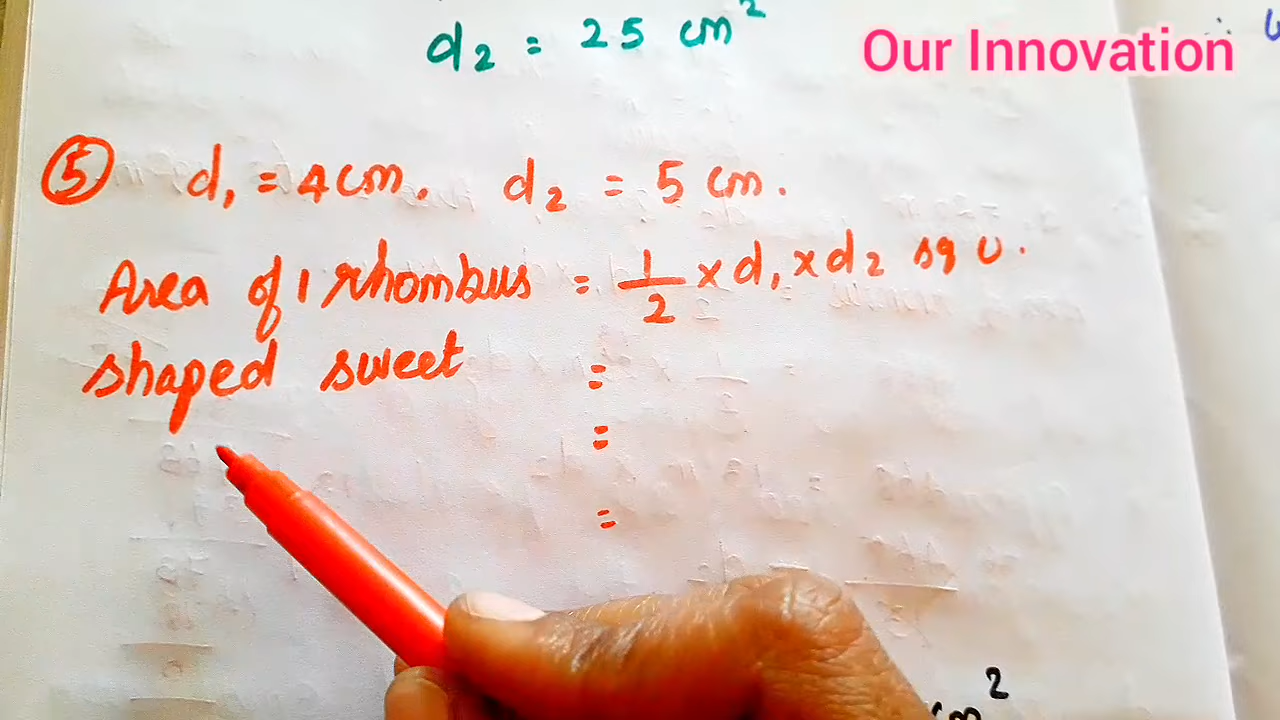 d2 = 25 cm²
Our Innovation
⑤ d1 = 4cm. d2 = 5 cm.
Area of 1 rhombus = 1/2 × d1 × d2 sq u.
shaped sweet =
=
=
cm²